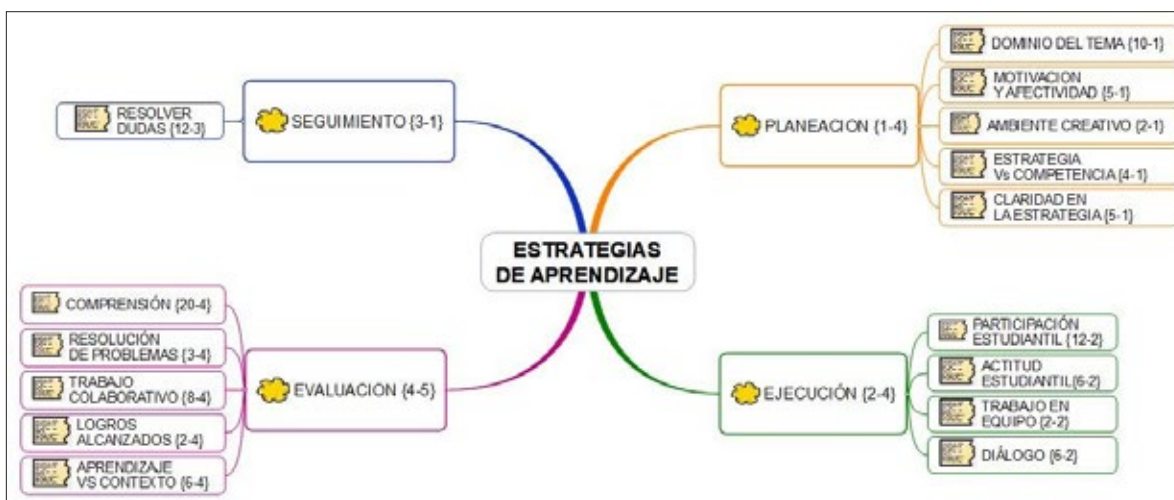 ESTRATEGIAS
DE APRENDIZAJE
SEGUIMIENTO {3-1}
RESOLVER
DUDAS {12-3}
PLANEACION {1-4}
DOMINIO DEL TEMA {10-1}
MOTIVACION
Y AFECTIVIDAD {5-1}
AMBIENTE CREATIVO {2-1}
ESTRATEGIA
Vs COMPETENCIA {4-1}
CLARIDAD EN
LA ESTRATEGIA {5-1}
EVALUACION {4-5}
COMPRENSIÓN {20-4}
RESOLUCIÓN
DE PROBLEMAS {3-4}
TRABAJO
COLABORATIVO {8-4}
LOGROS
ALCANZADOS {2-4}
APRENDIZAJE
VS CONTEXTO {6-4}
EJECUCIÓN {2-4}
PARTICIPACIÓN
ESTUDIANTIL {12-2}
ACTITUD
ESTUDIANTIL{6-2}
TRABAJO EN
EQUIPO {2-2}
DIÁLOGO {6-2}